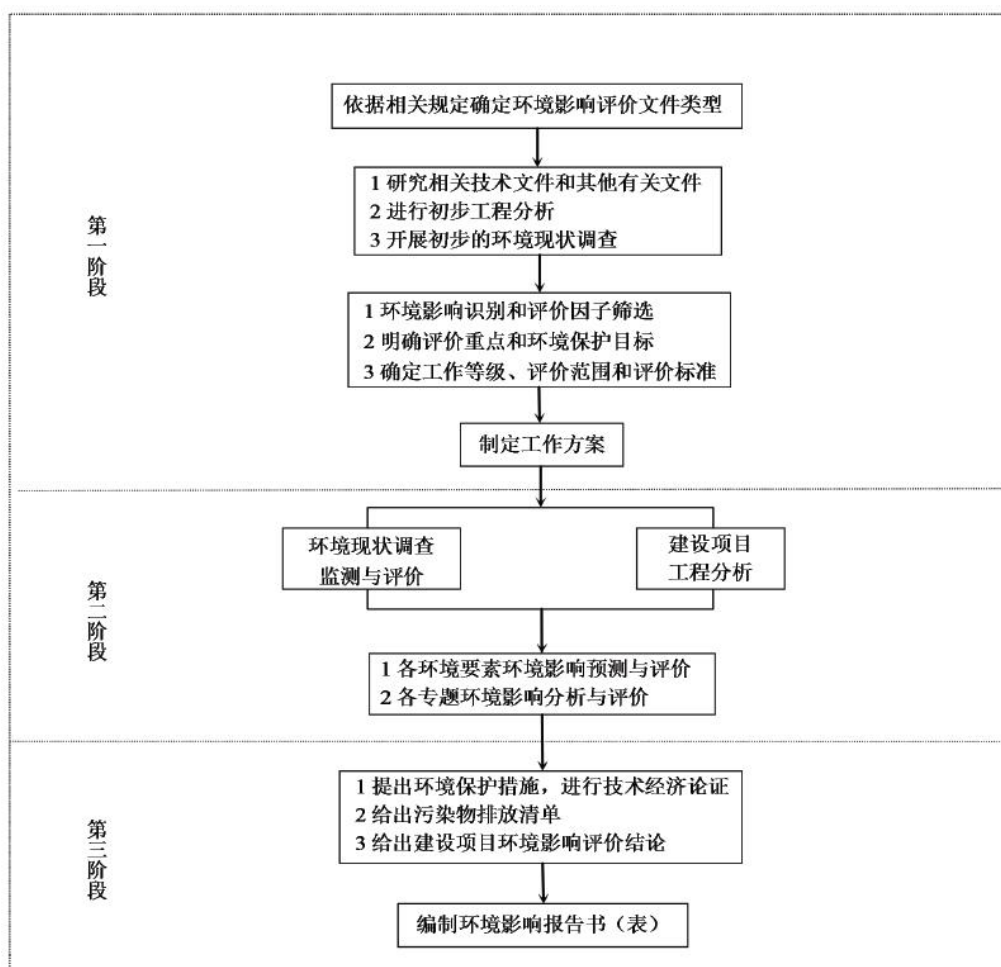 依据相关规定确定环境影响评价文件类型
1 研究相关技术文件和其他有关文件
2 进行初步工程分析
3 开展初步的环境现状调查
第一阶段
1 环境影响识别和评价因子筛选
2 明确评价重点和环境保护目标
3 确定工作等级、评价范围和评价标准
制定工作方案
环境现状调查
监测与评价
建设项目
工程分析
第二阶段
1 各环境要素环境影响预测与评价
2 各专题环境影响分析与评价
1 提出环境保护措施，进行技术经济论证
2 给出污染物排放清单
3 给出建设项目环境影响评价结论
第三阶段
编制环境影响报告书（表）